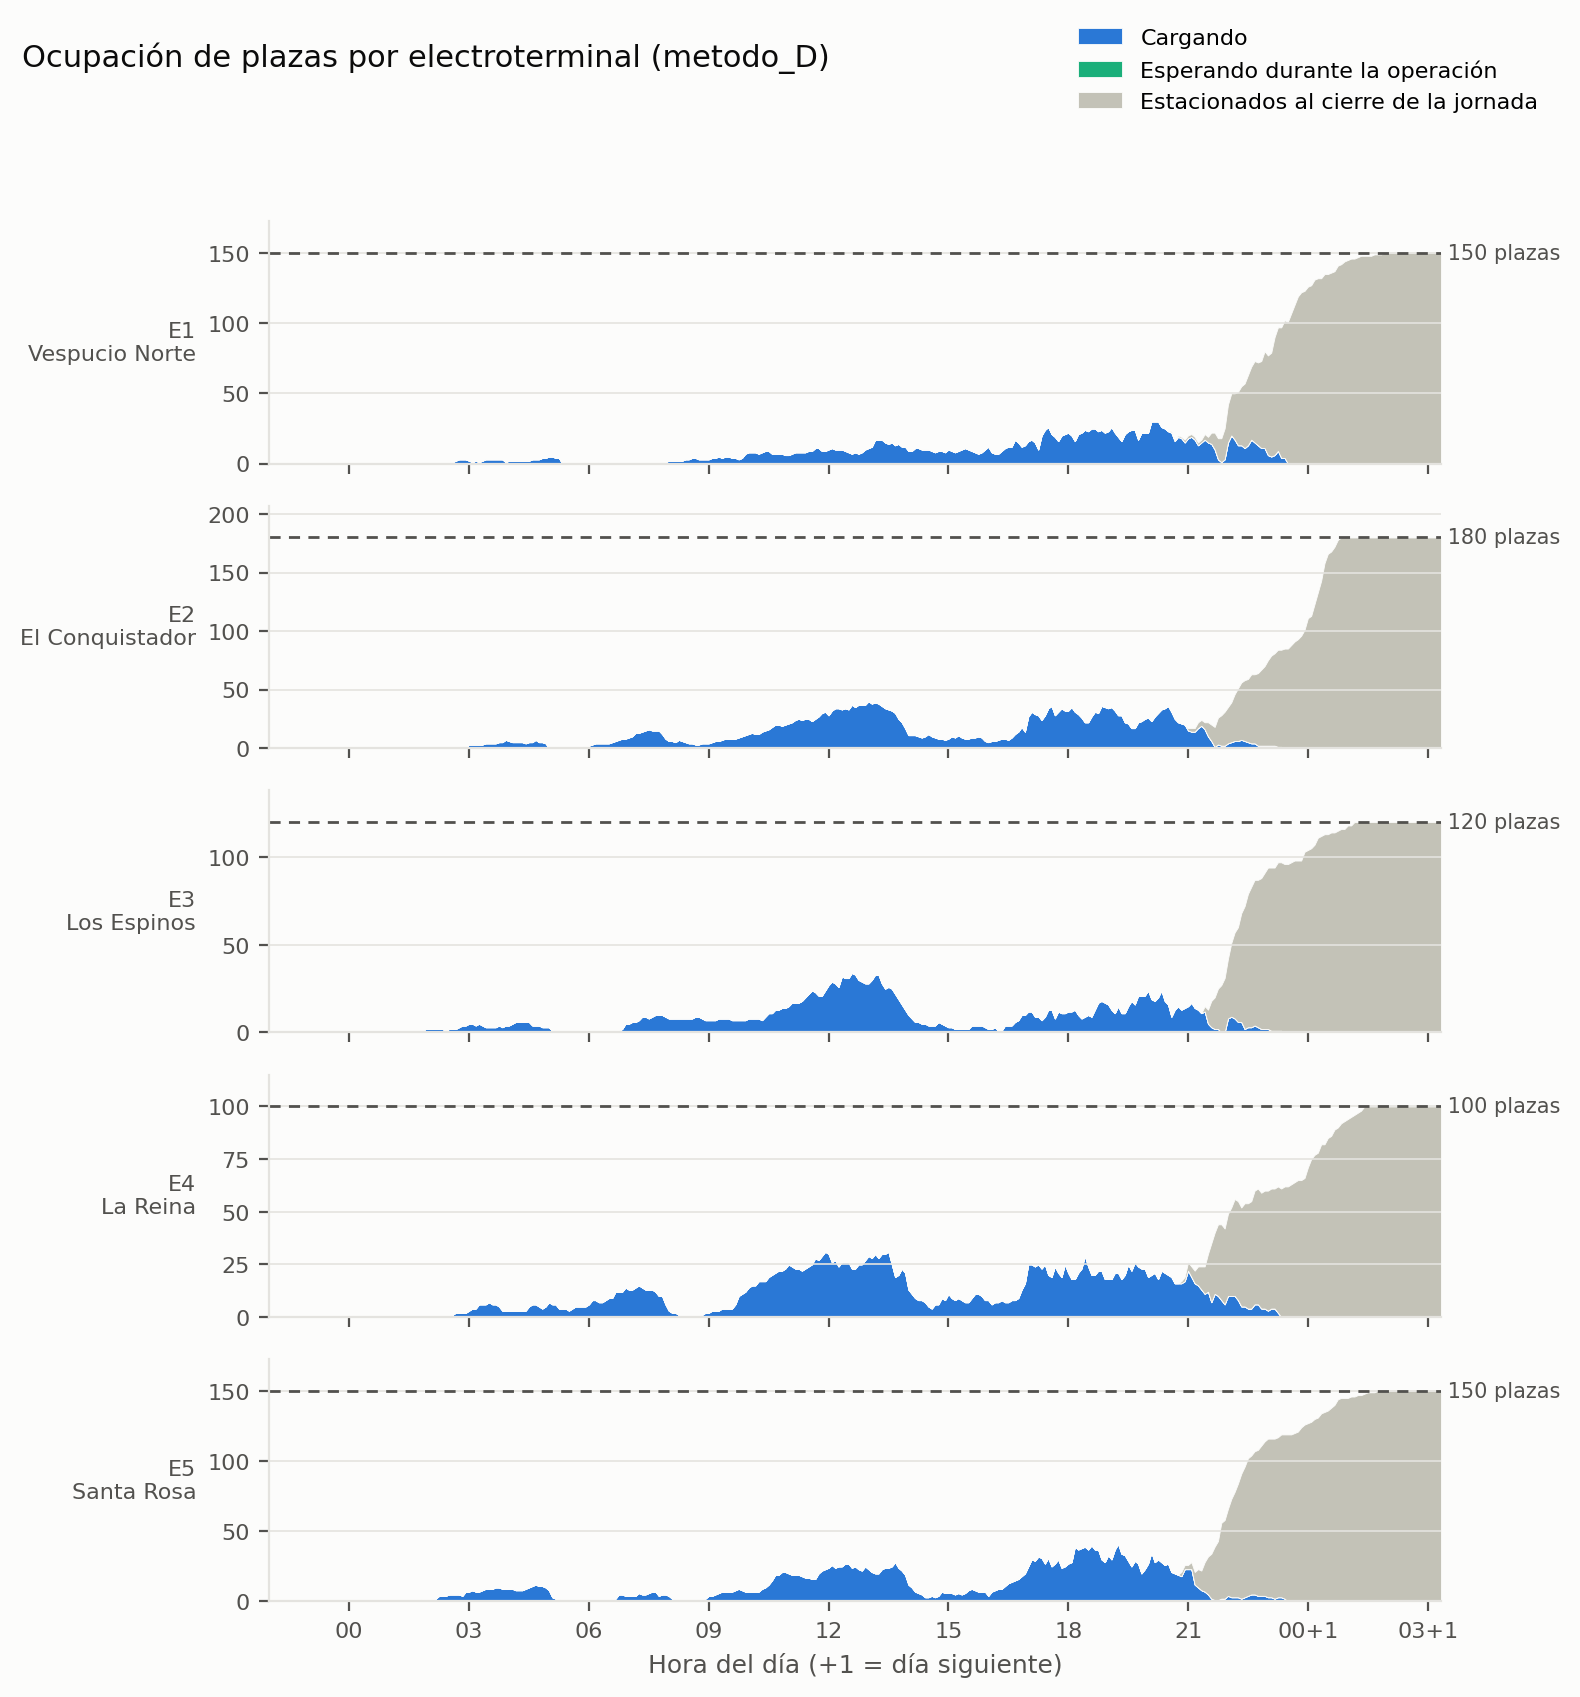 Ocupación de plazas por electroterminal (metodo_D)
Cargando
Esperando durante la operación
Estacionados al cierre de la jornada
150
100
50
0
E1
Vespucio Norte
150 plazas
200
150
100
50
0
E2
El Conquistador
180 plazas
100
50
0
E3
Los Espinos
120 plazas
100
75
50
25
0
E4
La Reina
100 plazas
150
100
50
0
E5
Santa Rosa
150 plazas
00 03 06 09 12 15 18 21 00+1 03+1
Hora del día (+1 = día siguiente)